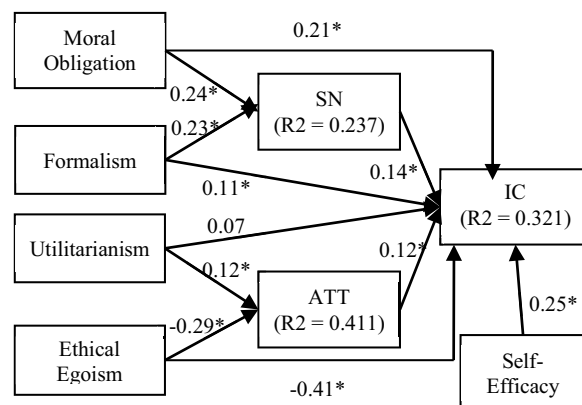 Moral
Obligation
0.21*
0.24*
SN
(R2 = 0.237)
0.23*
Formalism
0.14*
0.11*
IC
(R2 = 0.321)
Utilitarianism
0.07
0.12*
0.12*
ATT
(R2 = 0.411)
-0.29*
0.25*
Ethical
Egoism
-0.41*
Self-
Efficacy